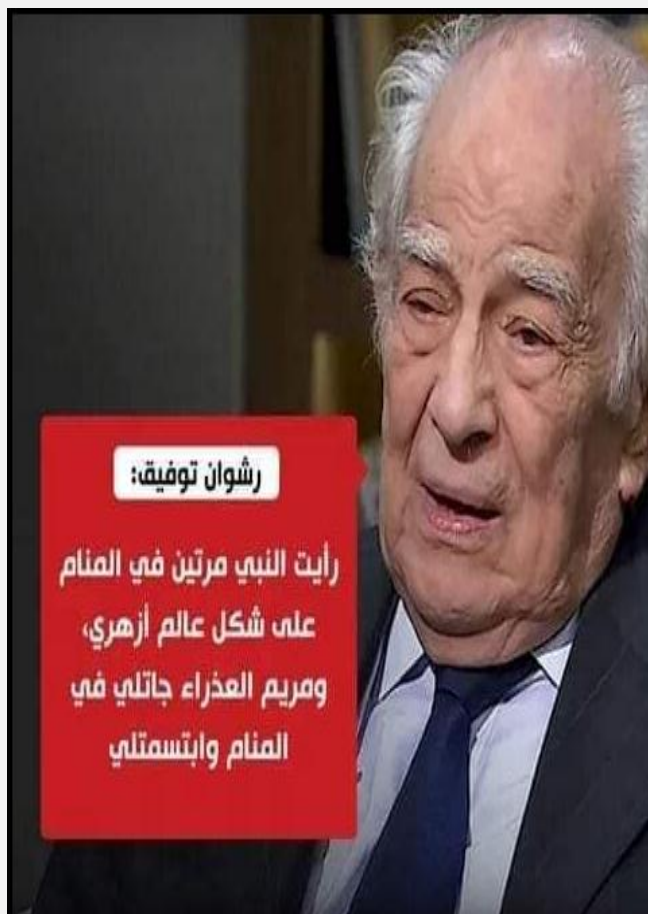 رشوان توفيق:
رأيت النبي مرتين في المنام
على شكل عالم أزهري،
ومريم العذراء جاتلي في
المنام وابتسمتلي